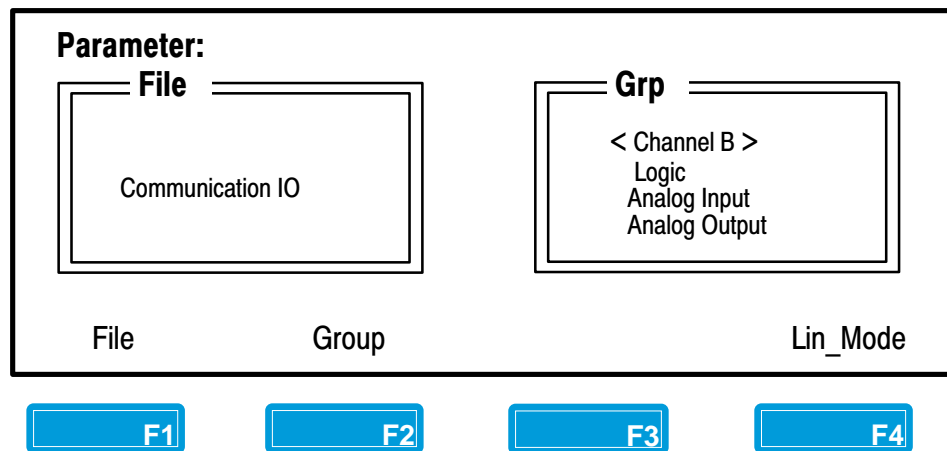 Parameter:
File
Grp
Communication IO
< Channel B >
Logic
Analog Input
Analog Output
File Group Lin_Mode
F1 F2 F3 F4